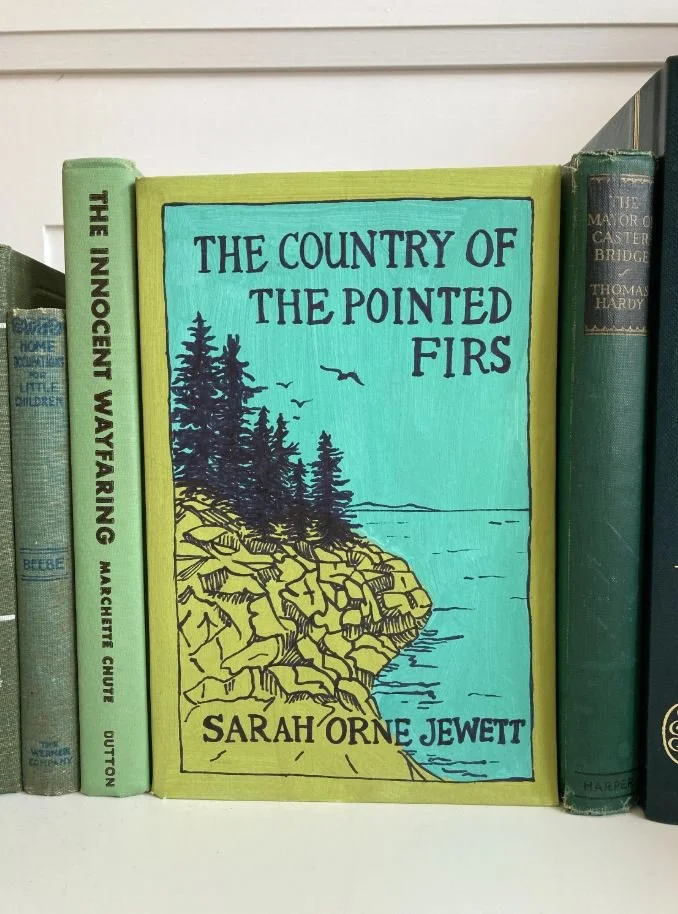 HOME
OCCUPATIONS
FOR
LITTLE
CHILDREN
BEEBE
THE
WERNER
COMPANY
THE INNOCENT WAYFARING
MARCHETTE CHUTE
DUTTON
THE COUNTRY OF
THE POINTED
FIRS
SARAH ORNE JEWETT
THE
MAYOR OF
CASTER
BRIDGE
THOMAS
HARDY
HARPER